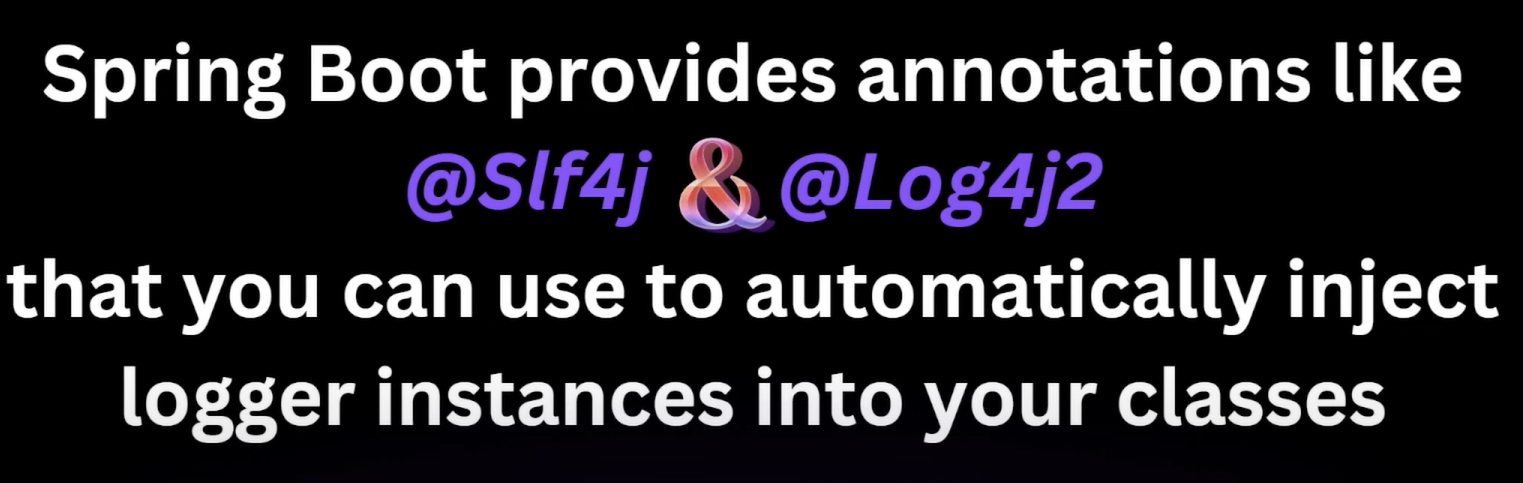 Spring Boot provides annotations like
@Slf4j & @Log4j2
that you can use to automatically inject
logger instances into your classes